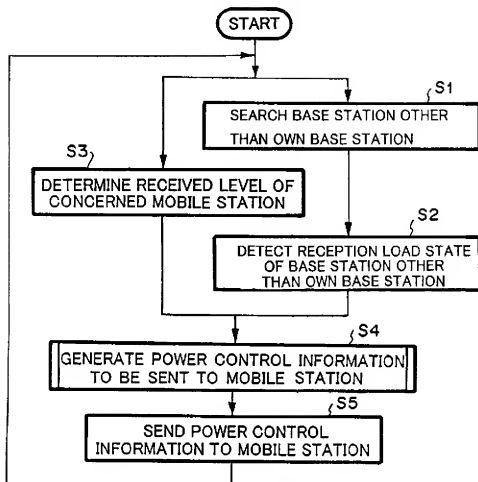 START
S1
SEARCH BASE STATION OTHER
THAN OWN BASE STATION
S3
DETERMINE RECEIVED LEVEL OF
CONCERNED MOBILE STATION
S2
DETECT RECEPTION LOAD STATE
OF BASE STATION OTHER
THAN OWN BASE STATION
S4
GENERATE POWER CONTROL INFORMATION
TO BE SENT TO MOBILE STATION
S5
SEND POWER CONTROL
INFORMATION TO MOBILE STATION